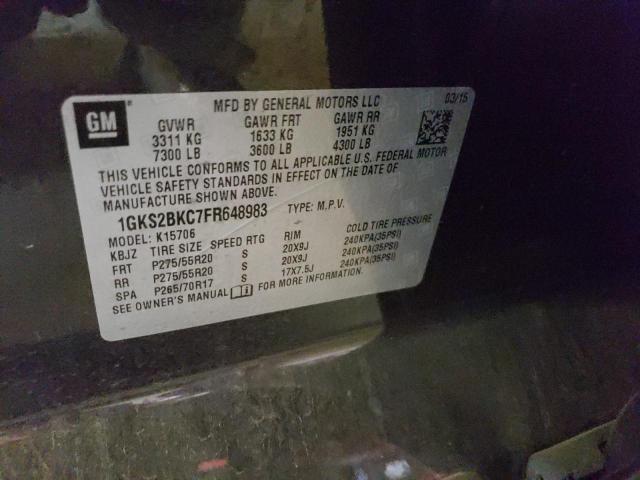 GM
MFD BY GENERAL MOTORS LLC 03/15
GVWR GAWR FRT GAWR RR
3311 KG 1633 KG 1951 KG
7300 LB 3600 LB 4300 LB
THIS VEHICLE CONFORMS TO ALL APPLICABLE U.S. FEDERAL MOTOR
VEHICLE SAFETY STANDARDS IN EFFECT ON THE DATE OF
MANUFACTURE SHOWN ABOVE.
1GKS2BKC7FR648983 TYPE: M.P.V.
MODEL: K15706
KBJZ TIRE SIZE SPEED RTG RIM COLD TIRE PRESSURE
FRT P275/55R20 S 20X9J 240KPA(35PSI)
RR P275/55R20 S 20X9J 240KPA(35PSI)
SPA P265/70R17 S 17X7.5J 240KPA(35PSI)
SEE OWNER'S MANUAL FOR MORE INFORMATION.